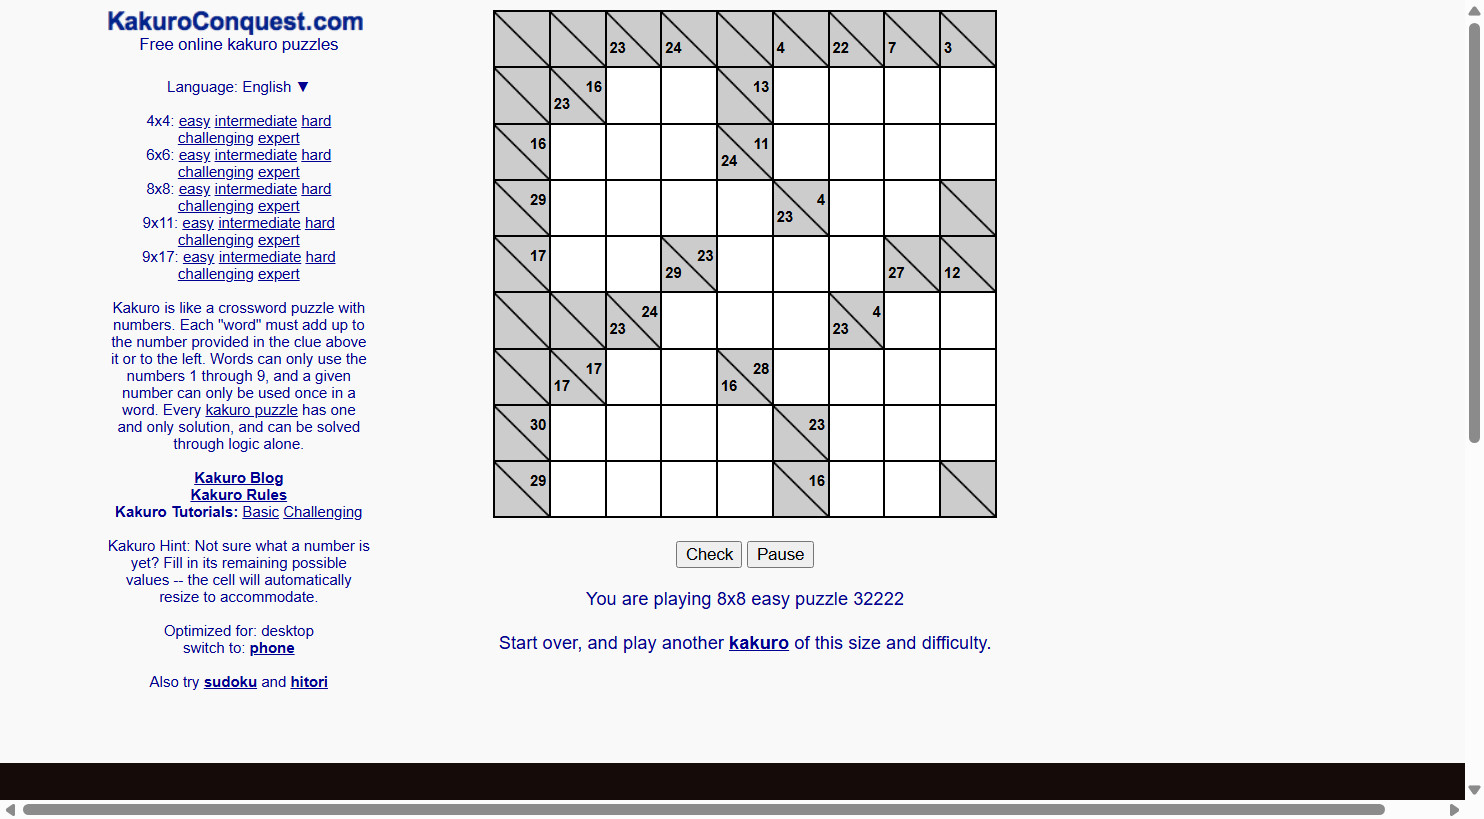 KakuroConquest.com
Free online kakuro puzzles
Language: English ▼
4x4: easy intermediate hard
challenging expert
6x6: easy intermediate hard
challenging expert
8x8: easy intermediate hard
challenging expert
9x11: easy intermediate hard
challenging expert
9x17: easy intermediate hard
challenging expert
Kakuro is like a crossword puzzle with
numbers. Each "word" must add up to
the number provided in the clue above
it or to the left. Words can only use the
numbers 1 through 9, and a given
number can only be used once in a
word. Every kakuro puzzle has one
and only solution, and can be solved
through logic alone.
Kakuro Blog
Kakuro Rules
Kakuro Tutorials: Basic Challenging
Kakuro Hint: Not sure what a number is
yet? Fill in its remaining possible
values -- the cell will automatically
resize to accommodate.
Optimized for: desktop
switch to: phone
Also try sudoku and hitori
23 24 4 22 7 3
16 13
23
16 11
24
29 4
23
17 23
29 27 12
24 4
23 23
17 28
17 16
30 23
29 16
Check Pause
You are playing 8x8 easy puzzle 32222
Start over, and play another kakuro of this size and difficulty.